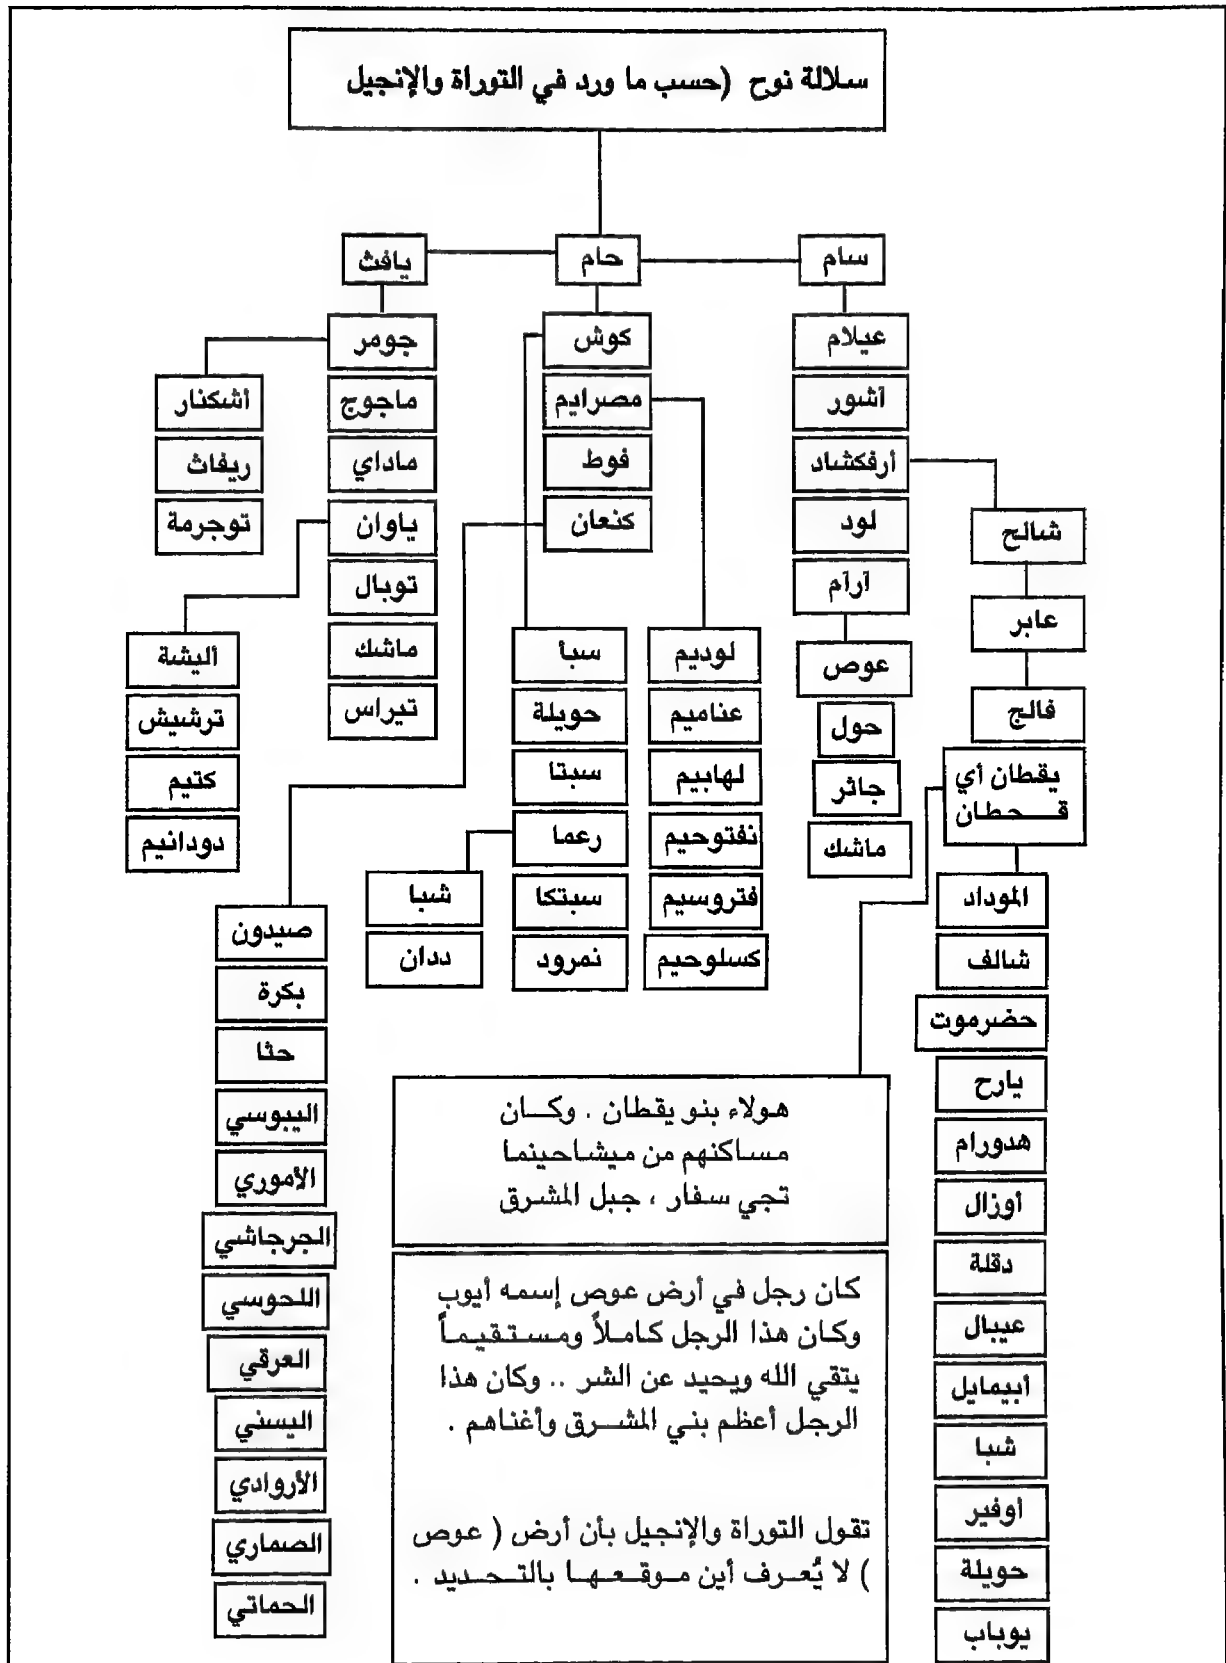 سلالة نوح (حسب ما ورد في التوراة والإنجيل
سام
حام
يافث
عيلام
آشور
أرفكشاد
لود
آرام
شالح
عابر
فالج
يقطان أي
قحطان
عوص
حول
جاثر
ماشك
الموداد
شالف
حضرموت
يارح
هدورام
أوزال
دقلة
عيبال
أبيمايل
شبا
أوفير
حويلة
يوباب
كوش
مصرايم
فوط
كنعان
لوديم
عناميم
لهابيم
نفتوحيم
فتروسيم
كسلوحيم
سبأ
حويلة
سبتا
رعما
سبتكا
نمرود
شبا
ددان
صيدون
بكرة
حثا
اليبوسي
الأموري
الجرجاشي
اللحوسي
العرقي
اليسني
الأروادي
الصماري
الحماتي
جومر
ماجوج
ماداي
ياوان
توبال
ماشك
تيراس
أشكنار
ريفاث
توجرمة
أليشة
ترشيش
كتيم
دودانيم
هولاء بنو يقطان . وكان
مساكنهم من ميشاحينما
تجي سفار ، جبل المشرق
كان رجل في أرض عوص إسمه أيوب
وكان هذا الرجل كاملاً ومستقيماً
يتقي الله ويحيد عن الشر .. وكان هذا
الرجل أعظم بني المشرق وأغناهم .
تقول التوراة والإنجيل بأن أرض ( عوص
) لا يُعرف أين موقعها بالتحديد .